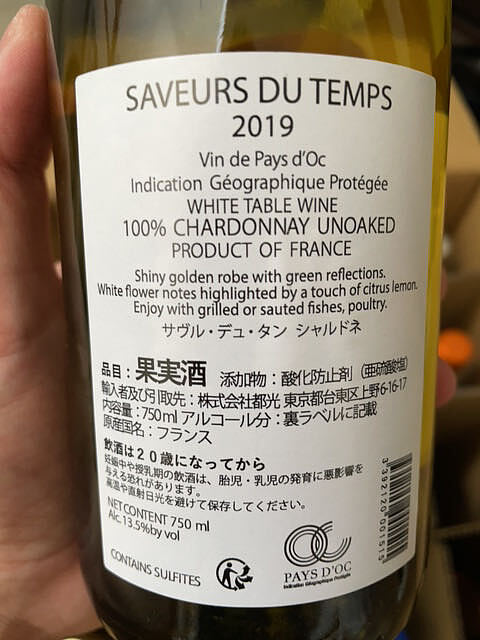 SAVEURS DU TEMPS
2019
Vin de Pays d'Oc
Indication Géographique Protégée
WHITE TABLE WINE
100% CHARDONNAY UNOAKED
PRODUCT OF FRANCE
Shiny golden robe with green reflections.
White flower notes highlighted by a touch of citrus lemon.
Enjoy with grilled or sauted fishes, poultry.
サヴル・デュ・タン シャルドネ
品目：果実酒 添加物：酸化防止剤（亜硫酸塩）
輸入者及び引取先：株式会社都光 東京都台東区上野6-16-17
内容量：750ml アルコール分：裏ラベルに記載
原産国名：フランス
飲酒は20歳になってから
妊娠中や授乳期の飲酒は、胎児・乳児の発育に悪影響を
与える恐れがあります。
高温や直射日光を避けて保存してください。
NET CONTENT 750 ml
Alc. 13.5% by vol
CONTAINS SULFITES
PAYS D'OC
Indication Géographique Protégée
3392120001515